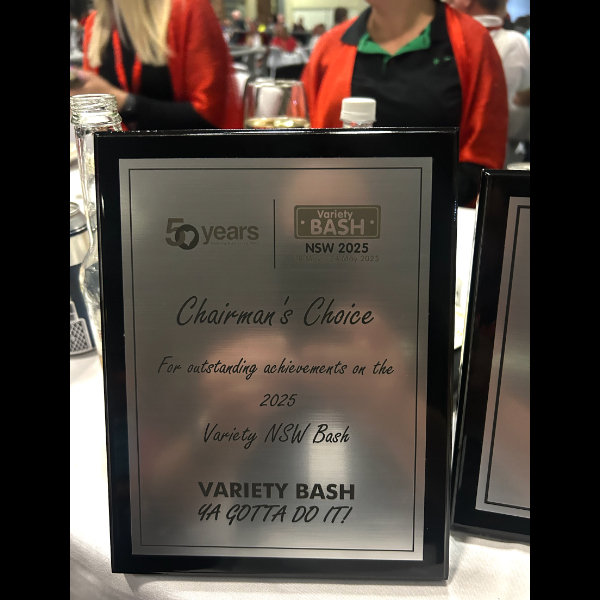 50 years
Variety
BASH
NSW 2025
Chairman's Choice
For outstanding achievements on the
2025
Variety NSW Bash
VARIETY BASH
YA GOTTA DO IT!